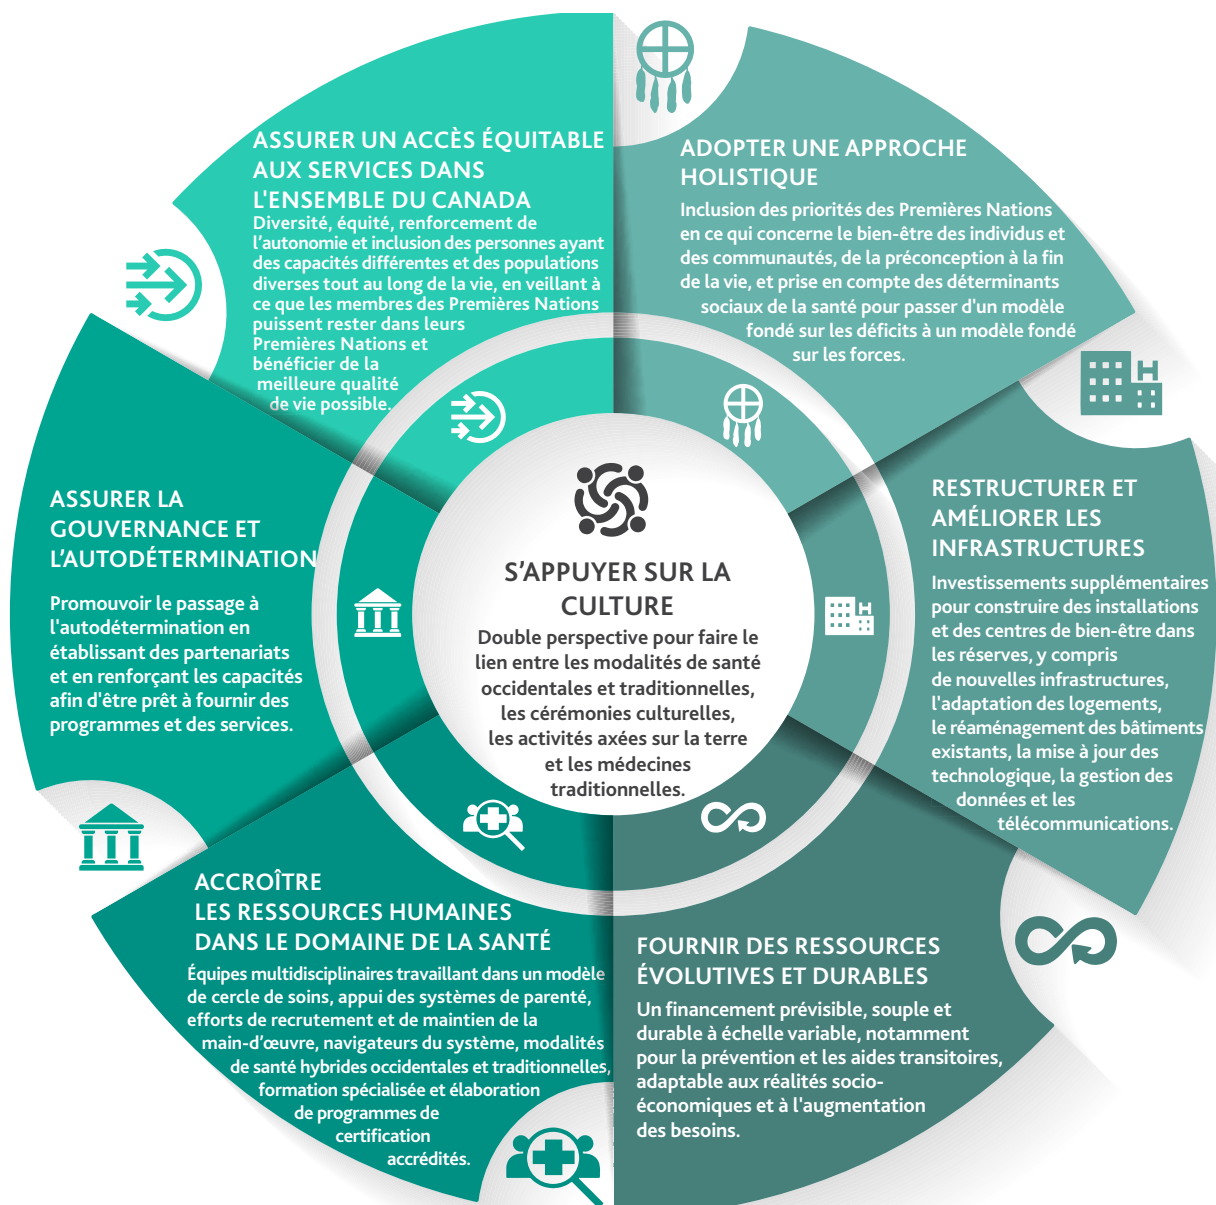 ASSURER UN ACCÈS ÉQUITABLE
AUX SERVICES DANS
L'ENSEMBLE DU CANADA
Diversité, équité, renforcement de
l’autonomie et inclusion des personnes ayant
des capacités différentes et des populations
diverses tout au long de la vie, en veillant à
ce que les membres des Premières Nations
puissent rester dans leurs
Premières Nations et
bénéficier de la
meilleure qualité
de vie possible.
ADOPTER UNE APPROCHE
HOLISTIQUE
Inclusion des priorités des Premières Nations
en ce qui concerne le bien-être des individus et
des communautés, de la préconception à la fin
de la vie, et prise en compte des déterminants
sociaux de la santé pour passer d'un modèle
fondé sur les déficits à un modèle fondé
sur les forces.
RESTRUCTURER ET
AMÉLIORER LES
INFRASTRUCTURES
Investissements supplémentaires
pour construire des installations
et des centres de bien-être dans
les réserves, y compris
de nouvelles infrastructures,
l'adaptation des logements,
le réaménagement des bâtiments
existants, la mise à jour des
technologique, la gestion des
données et les
télécommunications.
FOURNIR DES RESSOURCES
ÉVOLUTIVES ET DURABLES
Un financement prévisible, souple et
durable à échelle variable, notamment
pour la prévention et les aides transitoires,
adaptable aux réalités socio-
économiques et à l'augmentation
des besoins.
ACCROÎTRE
LES RESSOURCES HUMAINES
DANS LE DOMAINE DE LA SANTÉ
Équipes multidisciplinaires travaillant dans un modèle
de cercle de soins, appui des systèmes de parenté,
efforts de recrutement et de maintien de la
main-d’œuvre, navigateurs du système, modalités
de santé hybrides occidentales et traditionnelles,
formation spécialisée et élaboration
de programmes de
certification
accrédités.
ASSURER LA
GOUVERNANCE ET
L’AUTODÉTERMINATION
Promouvoir le passage à
l'autodétermination en
établissant des partenariats
et en renforçant les capacités
afin d'être prêt à fournir des
programmes et des services.
S’APPUYER SUR LA
CULTURE
Double perspective pour faire le
lien entre les modalités de santé
occidentales et traditionnelles,
les cérémonies culturelles,
les activités axées sur la terre
et les médecines
traditionnelles.
H
H